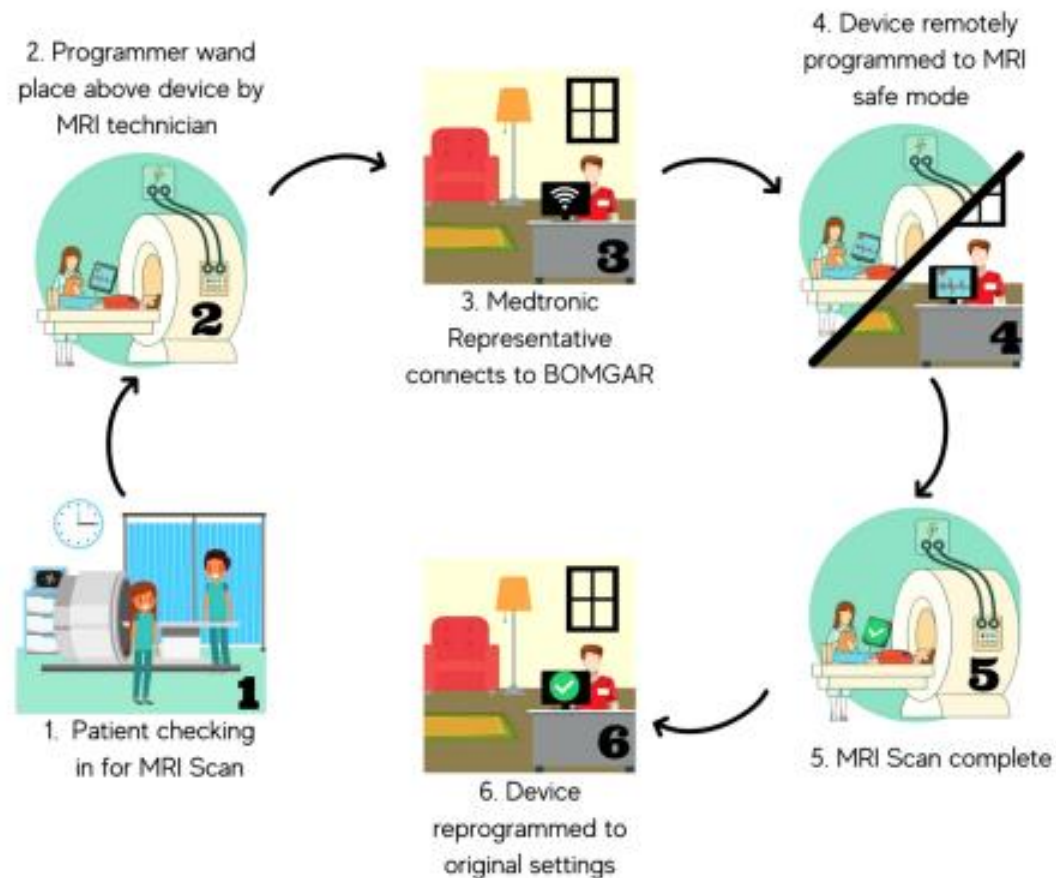 1
1. Patient checking
in for MRI Scan
2. Programmer wand
place above device by
MRI technician
2
3
3. Medtronic
Representative
connects to BOMGAR
4. Device remotely
programmed to MRI
safe mode
4
5
5. MRI Scan complete
6
6. Device
reprogrammed to
original settings